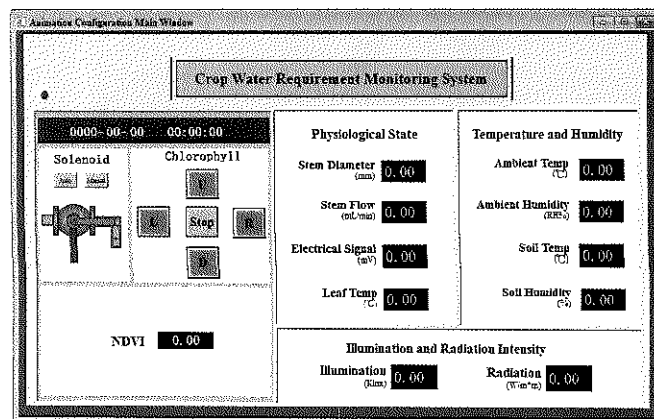 Configuration Main Window
Crop Water Requirement Monitoring System
0000-00-00 00:00:00
Solenoid
Chlorophyll
Stop
NDVI 0.00
Physiological State
Stem Diameter 0.00
(mm)
Stem Flow 0.00
(mL/min)
Electrical Signal 0.00
(mV)
Leaf Temp 0.00
(℃)
Temperature and Humidity
Ambient Temp 0.00
(℃)
Ambient Humidity 0.00
(RH%)
Soil Temp 0.00
(℃)
Soil Humidity 0.00
(%)
Illumination and Radiation Intensity
Illumination 0.00
(Klux)
Radiation 0.00